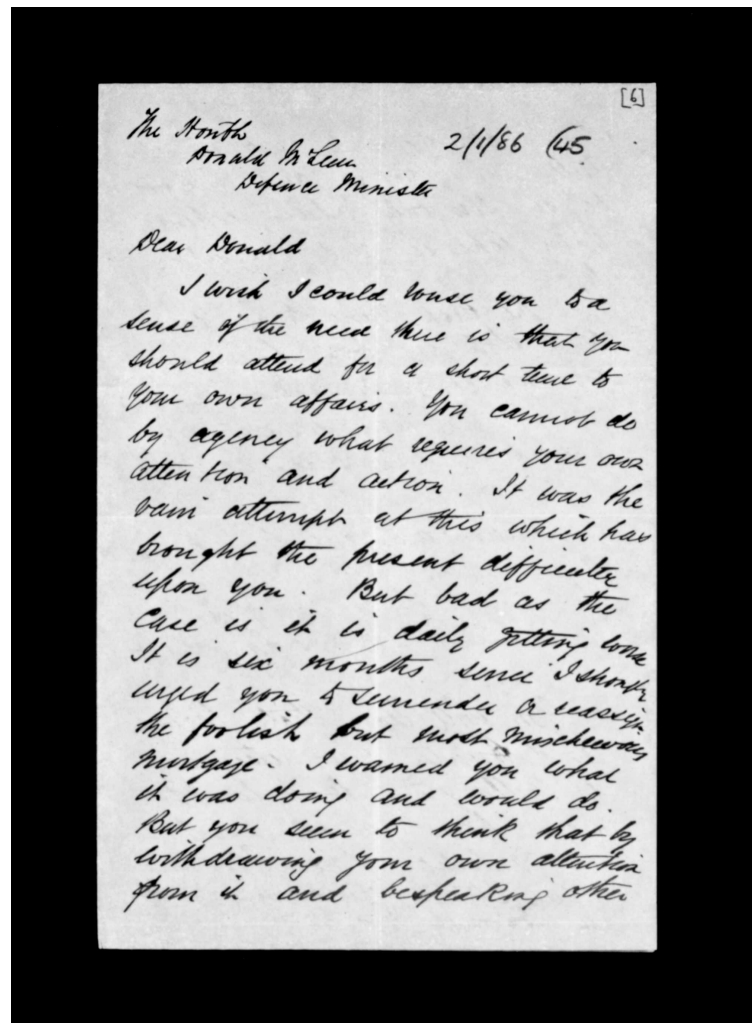 [6]
The Honble
2/1/86 (45
Donald McLean
Defence Minister
Dear Donald
I wish I could rouse you to a
sense of the need there is that you
should attend for a short time to
your own affairs. You cannot do
by agency what requires your own
attention and action. It was the
vain attempt at this which has
brought the present difficulty
upon you. But bad as the
case is it is daily getting worse
It is six months since I strongly
urged you to surrender or reassign
the foolish but most mischievous
mortgage. I warned you what
it was doing and would do.
But you seem to think that by
withdrawing your own attention
from it and bespeaking other